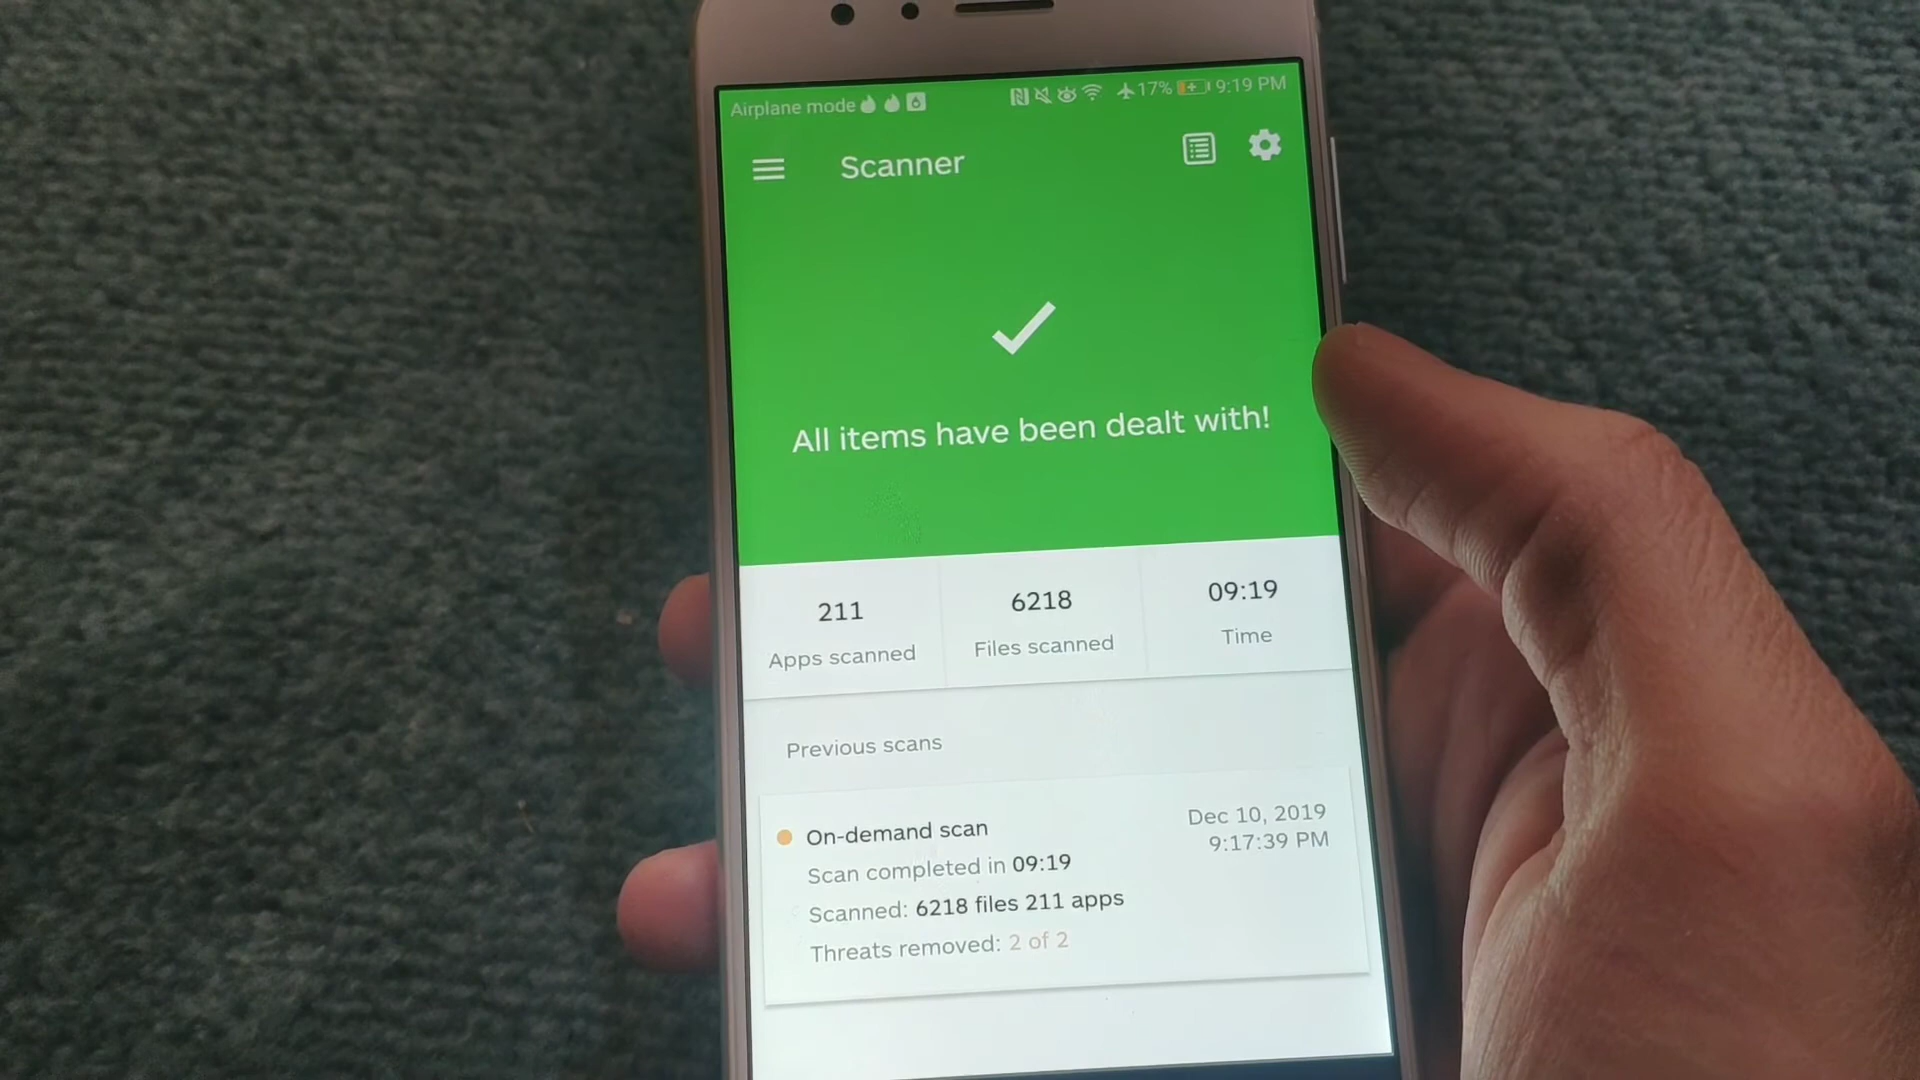 Airplane mode 17% 9:19 PM
Scanner
All items have been dealt with!
211 6218 09:19
Apps scanned Files scanned Time
Previous scans
On-demand scan Dec 10, 2019
Scan completed in 09:19 9:17:39 PM
Scanned: 6218 files 211 apps
Threats removed: 2 of 2